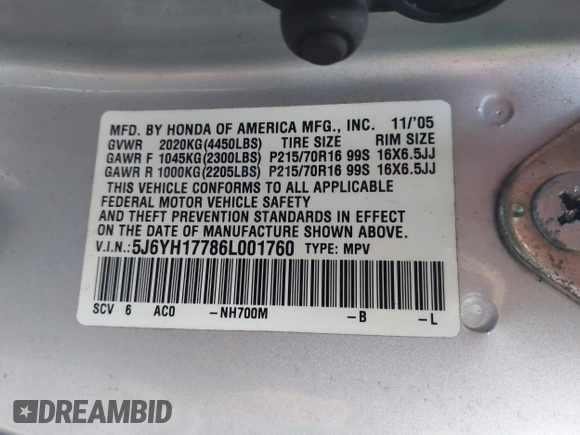 MFD. BY HONDA OF AMERICA MFG., INC. 11/'05
GVWR 2020KG(4450LBS) TIRE SIZE RIM SIZE
GAWR F 1045KG(2300LBS) P215/70R16 99S 16X6.5JJ
GAWR R 1000KG(2205LBS) P215/70R16 99S 16X6.5JJ
THIS VEHICLE CONFORMS TO ALL APPLICABLE
FEDERAL MOTOR VEHICLE SAFETY
AND THEFT PREVENTION STANDARDS IN EFFECT
ON THE DATE OF MANUFACTURE SHOWN ABOVE.
V.I.N.:5J6YH17786L001760 TYPE: MPV
SCV 6 AC0 -NH700M -B -L
DREAMBID